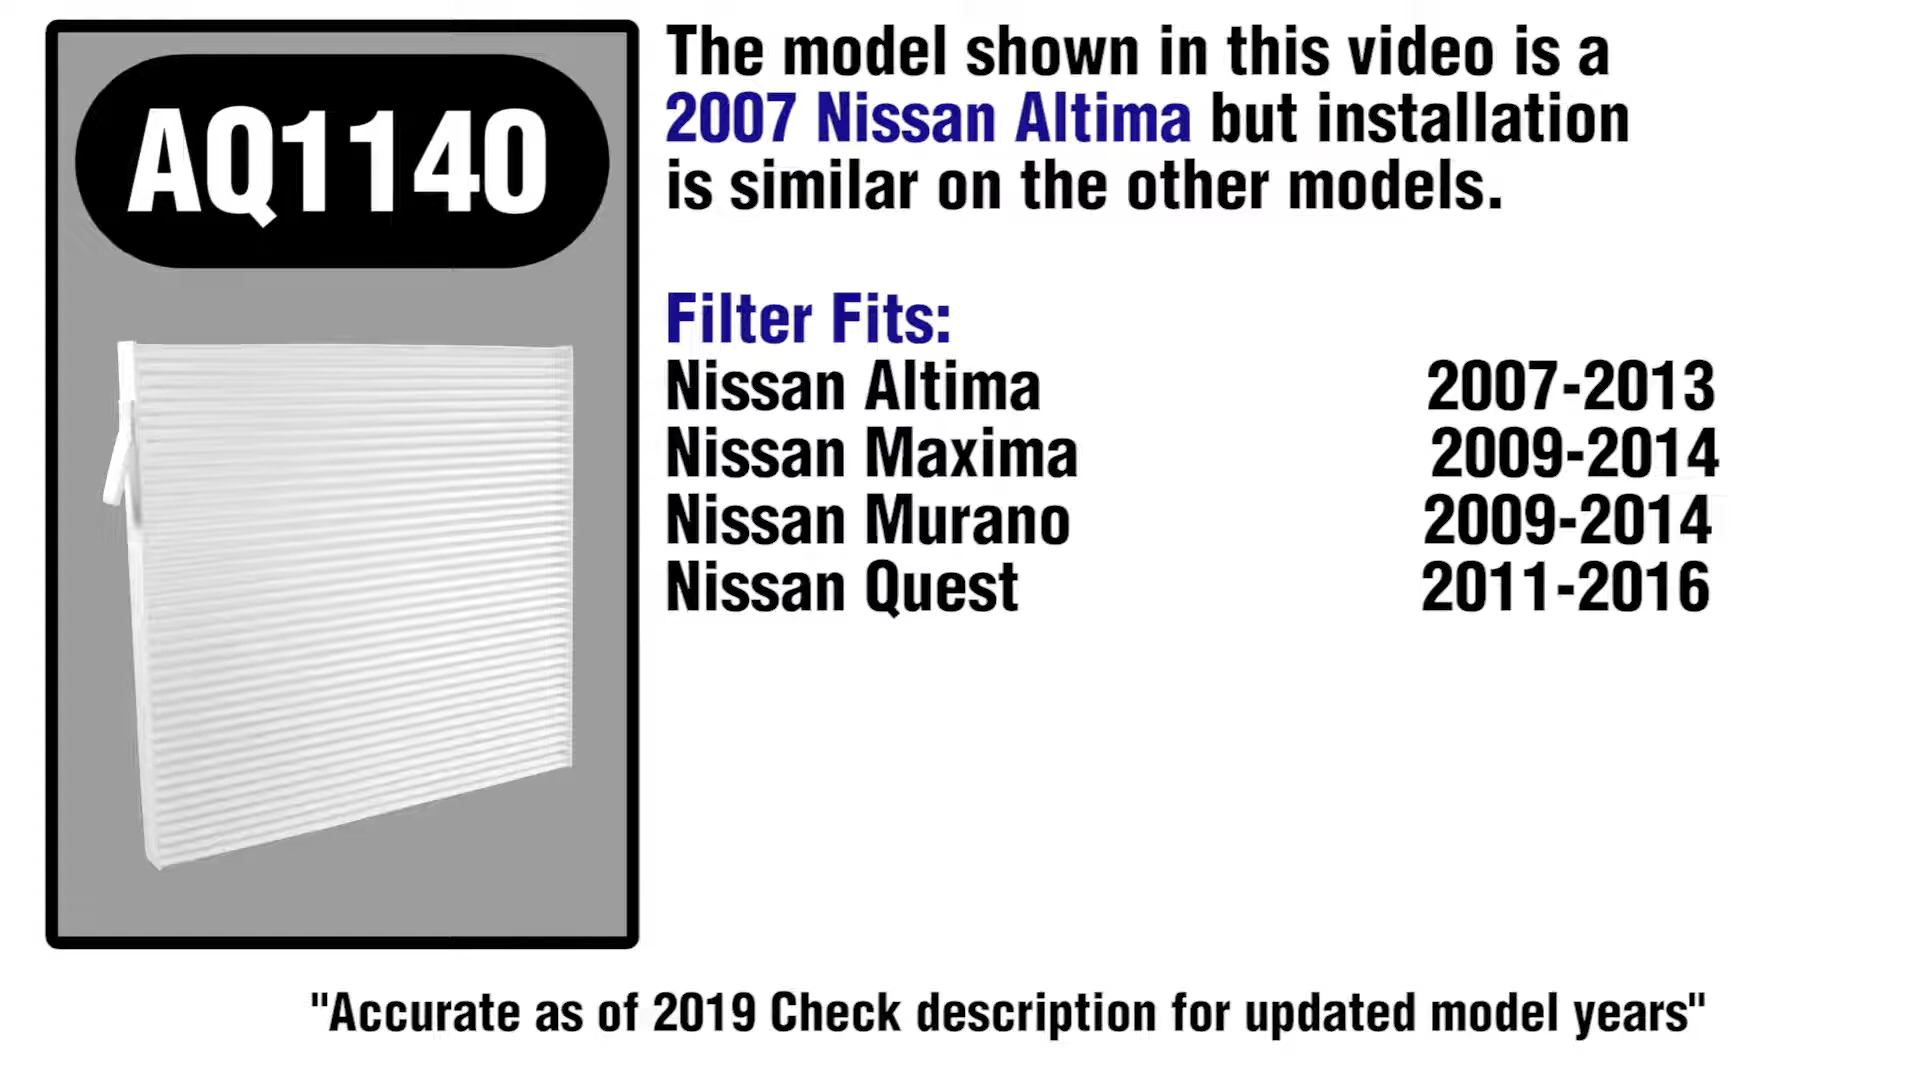 AQ1140
The model shown in this video is a
2007 Nissan Altima but installation
is similar on the other models.
Filter Fits:
Nissan Altima 2007-2013
Nissan Maxima 2009-2014
Nissan Murano 2009-2014
Nissan Quest 2011-2016
"Accurate as of 2019 Check description for updated model years"